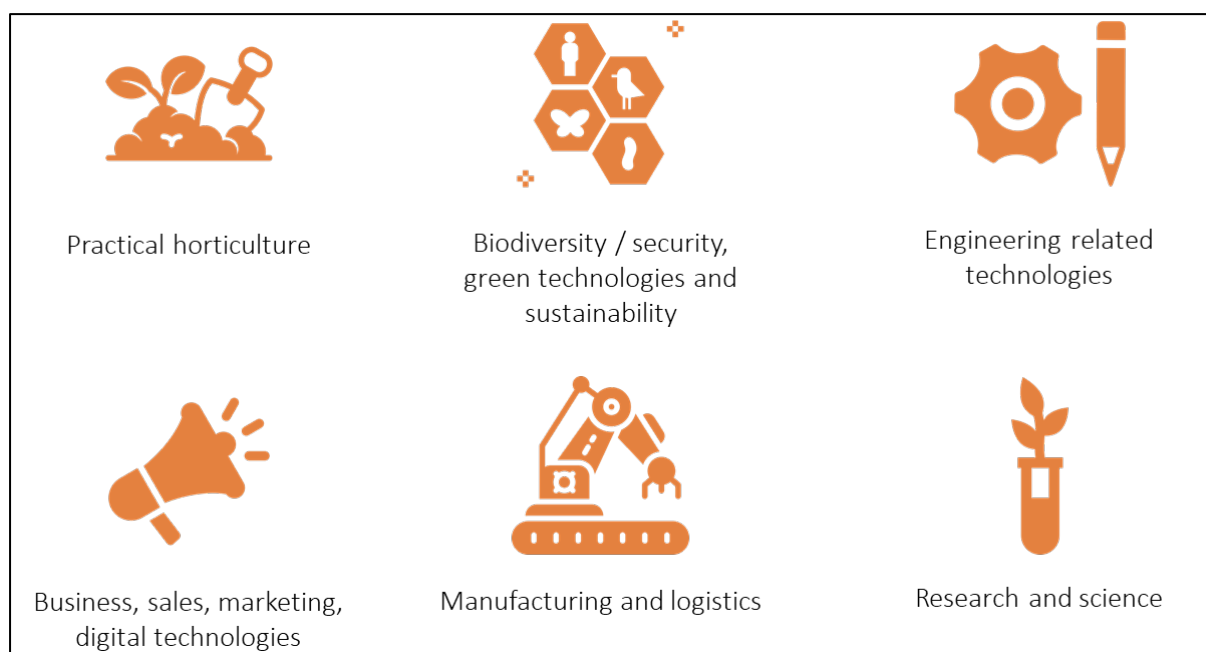 Practical horticulture
Biodiversity / security,
green technologies and
sustainability
Engineering related
technologies
Business, sales, marketing,
digital technologies
Manufacturing and logistics
Research and science